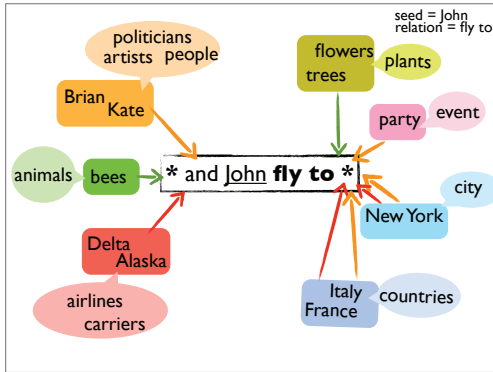 seed = John
relation = fly to
politicians
artists people
Brian
Kate
flowers
trees
plants
party
event
animals
bees
* and John fly to *
city
New York
Delta
Alaska
airlines
carriers
Italy
France
countries